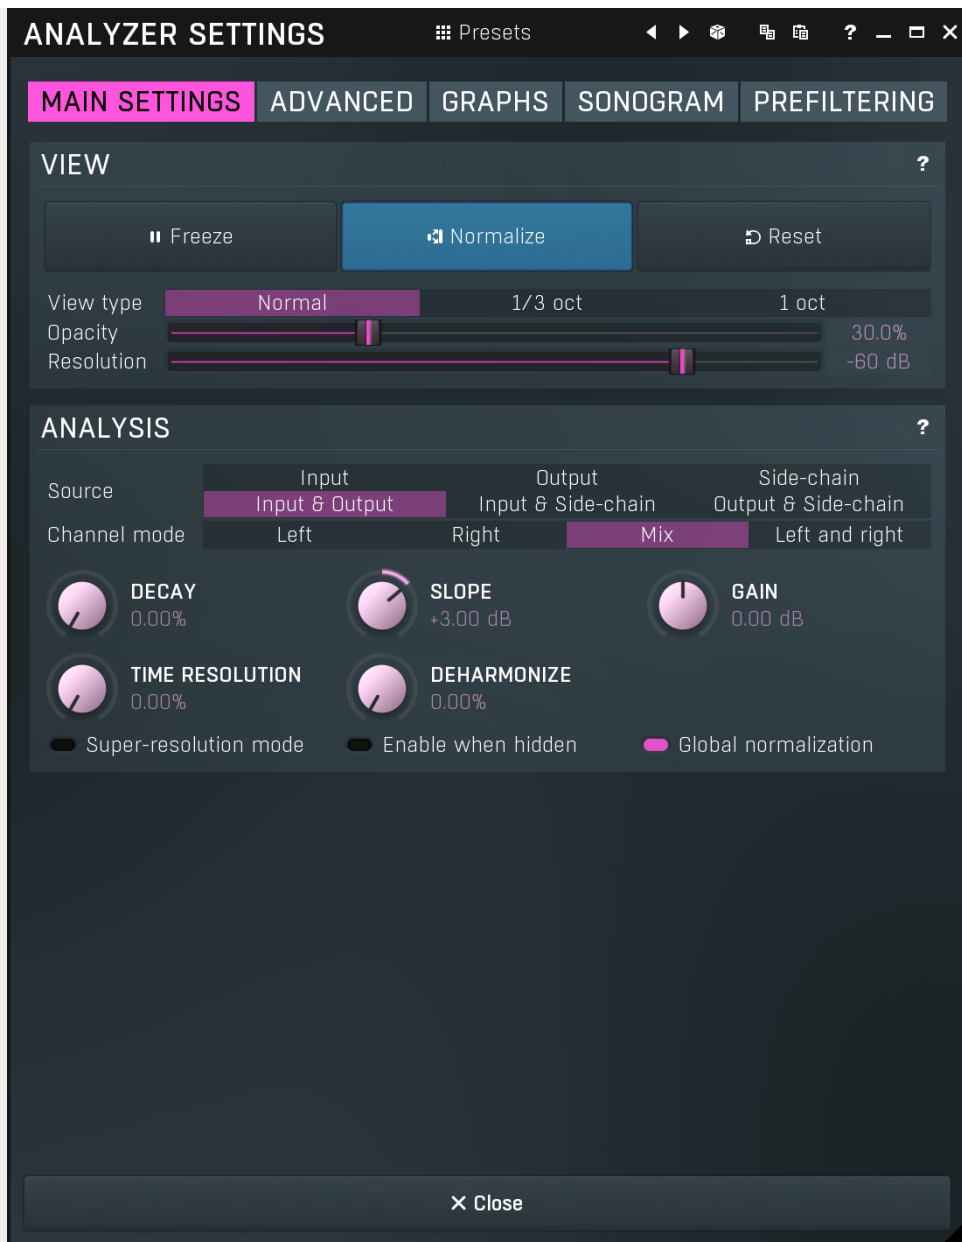 ANALYZER SETTINGS Presets ?
MAIN SETTINGS ADVANCED GRAPHS SONOGRAM PREFILTERING
VIEW ?
Freeze Normalize Reset
View type Normal 1/3 oct 1 oct
Opacity 30.0%
Resolution -60 dB
ANALYSIS ?
Source Input Output Side-chain
Input & Output Input & Side-chain Output & Side-chain
Channel mode Left Right Mix Left and right
DECAY SLOPE GAIN
0.00% +3.00 dB 0.00 dB
TIME RESOLUTION DEHARMONIZE
0.00% 0.00%
Super-resolution mode Enable when hidden Global normalization
Close